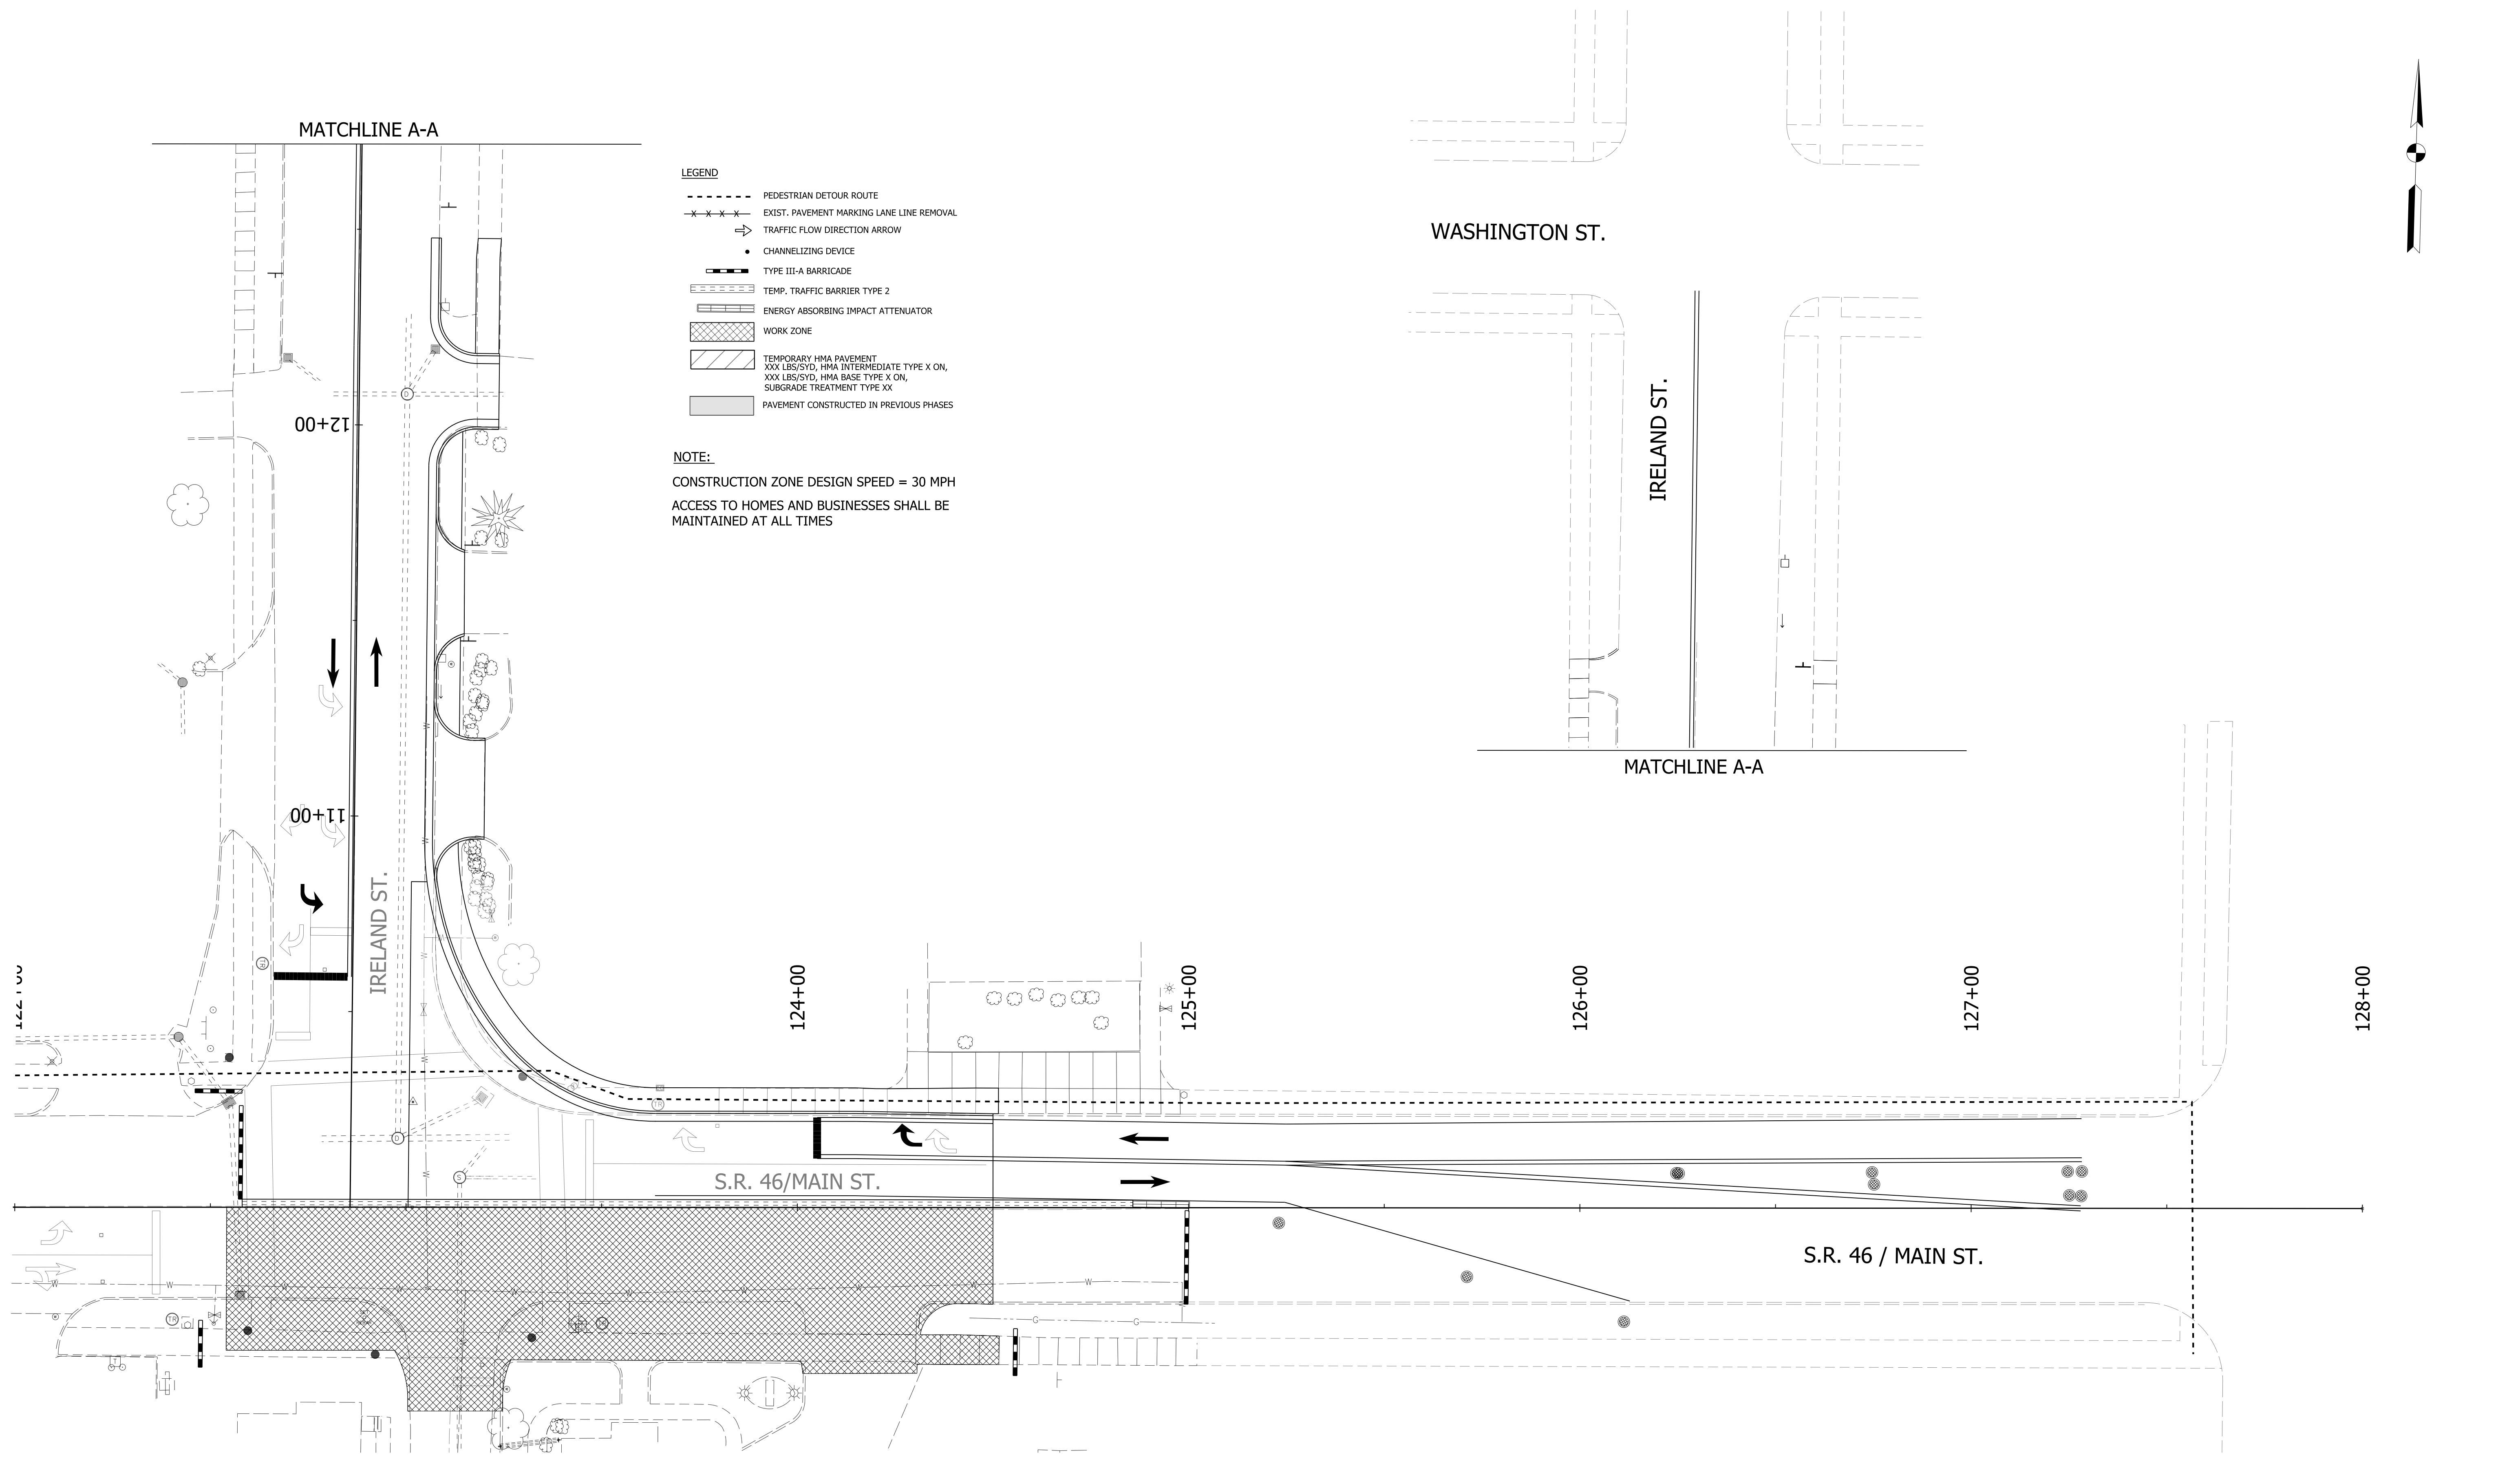 MATCHLINE A-A
LEGEND
PEDESTRIAN DETOUR ROUTE
X X X X
EXIST. PAVEMENT MARKING LANE LINE REMOVAL
TRAFFIC FLOW DIRECTION ARROW
CHANNELIZING DEVICE
TYPE III-A BARRICADE
TEMP. TRAFFIC BARRIER TYPE 2
ENERGY ABSORBING IMPACT ATTENUATOR
WORK ZONE
TEMPORARY HMA PAVEMENT
XXX LBS/SYD, HMA INTERMEDIATE TYPE X ON,
XXX LBS/SYD, HMA BASE TYPE X ON,
SUBGRADE TREATMENT TYPE XX
PAVEMENT CONSTRUCTED IN PREVIOUS PHASES
NOTE:
CONSTRUCTION ZONE DESIGN SPEED = 30 MPH
ACCESS TO HOMES AND BUSINESSES SHALL BE
MAINTAINED AT ALL TIMES
WASHINGTON ST.
IRELAND ST.
MATCHLINE A-A
12+00
11+00
IRELAND ST.
D
TR
124+00
125+00
126+00
127+00
128+00
TR
D
S
S.R. 46/MAIN ST.
S.R. 46 / MAIN ST.
W W W W W W W W W W
G G
TR
T